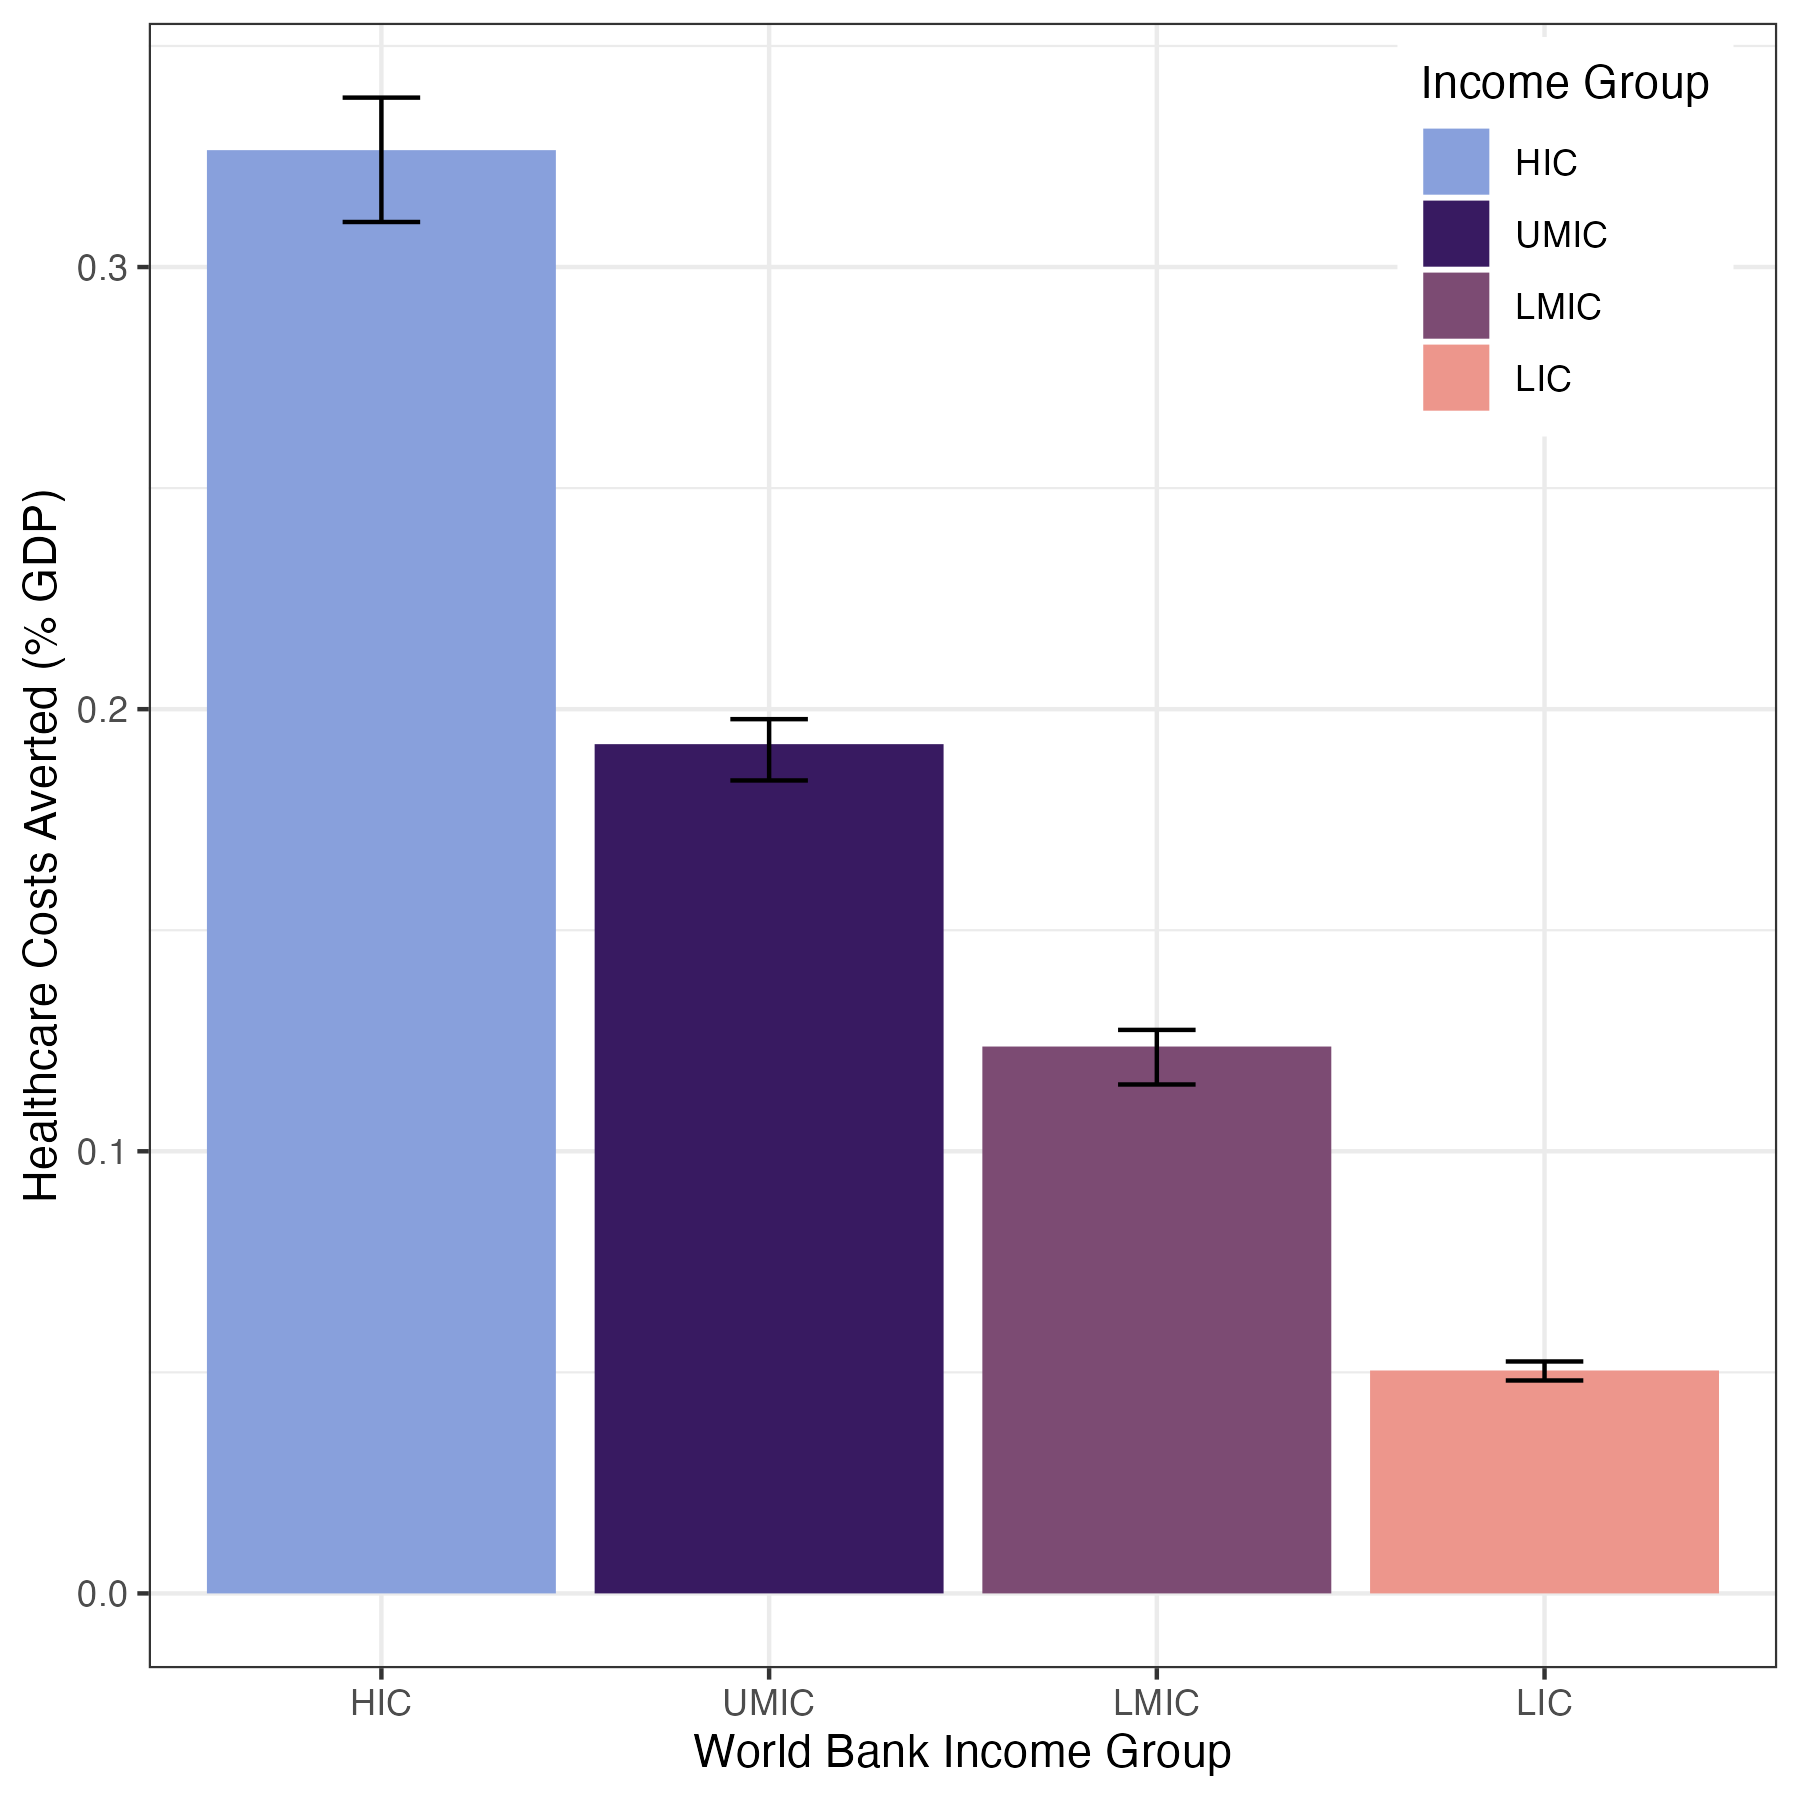 Income Group
HIC
UMIC
LMIC
LIC
Healthcare Costs Averted (% GDP)
0.3
0.2
0.1
0.0
HIC UMIC LMIC LIC
World Bank Income Group